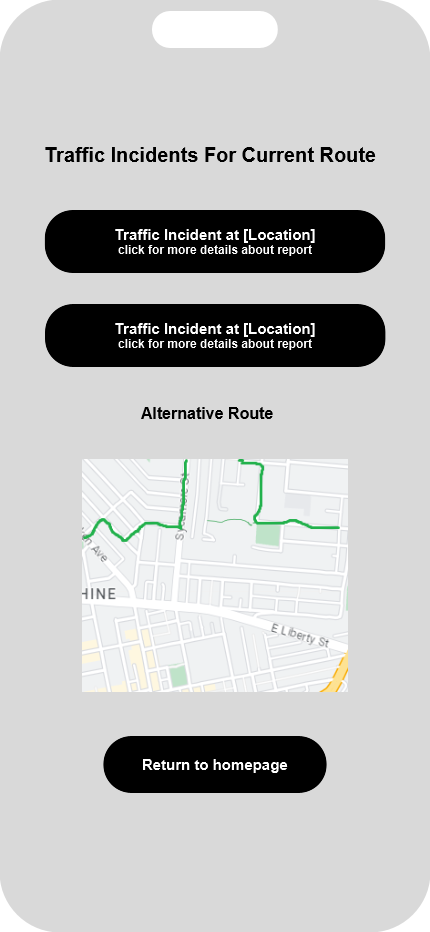 Traffic Incidents For Current Route
Traffic Incident at [Location]
click for more details about report
Traffic Incident at [Location]
click for more details about report
Alternative Route
Sycamore St
Ave
HINE
E Liberty St
Return to homepage